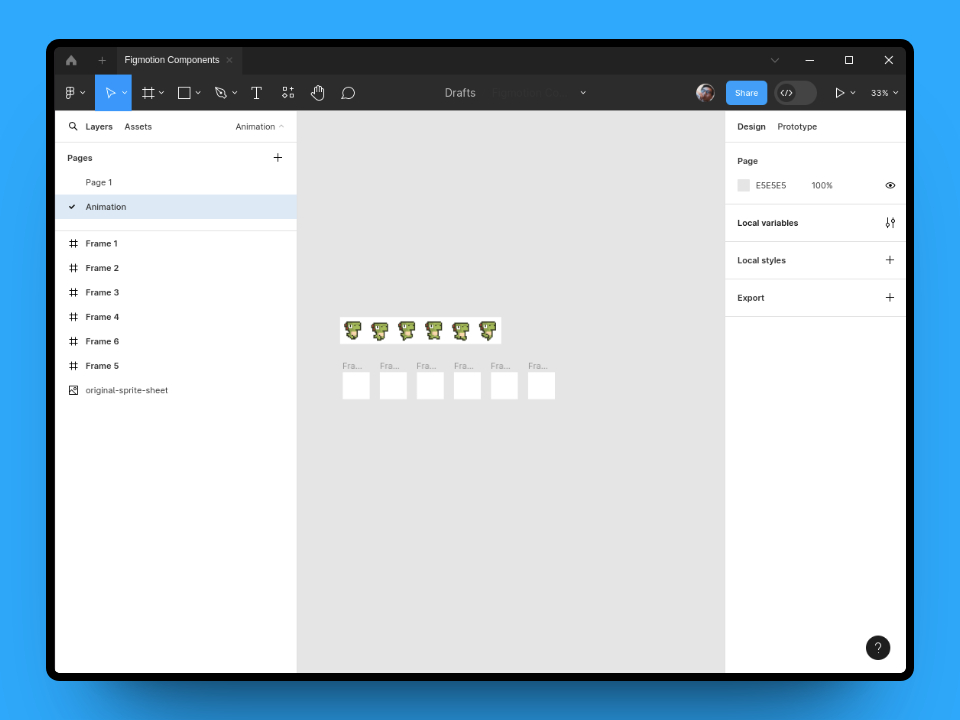 Figmotion Components
Drafts
Share
33%
Layers Assets Animation
Pages
Page 1
Animation
Frame 1
Frame 2
Frame 3
Frame 4
Frame 6
Frame 5
original-sprite-sheet
Fra... Fra... Fra... Fra... Fra... Fra...
Design Prototype
Page
E5E5E5 100%
Local variables
Local styles
Export
?